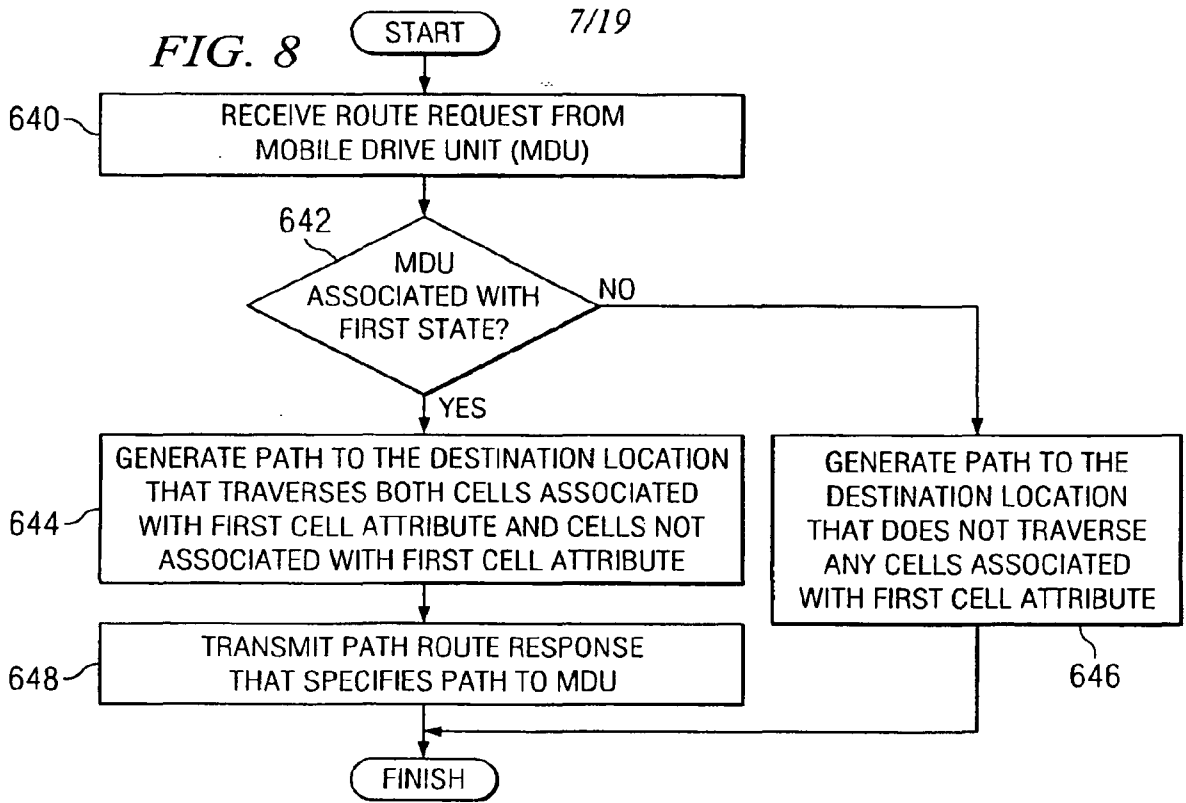 7/19
FIG. 8
START
640
RECEIVE ROUTE REQUEST FROM
MOBILE DRIVE UNIT (MDU)
642
MDU
ASSOCIATED WITH
FIRST STATE?
NO
YES
644
GENERATE PATH TO THE DESTINATION LOCATION
THAT TRAVERSES BOTH CELLS ASSOCIATED
WITH FIRST CELL ATTRIBUTE AND CELLS NOT
ASSOCIATED WITH FIRST CELL ATTRIBUTE
GENERATE PATH TO THE
DESTINATION LOCATION
THAT DOES NOT TRAVERSE
ANY CELLS ASSOCIATED
WITH FIRST CELL ATTRIBUTE
646
648
TRANSMIT PATH ROUTE RESPONSE
THAT SPECIFIES PATH TO MDU
FINISH